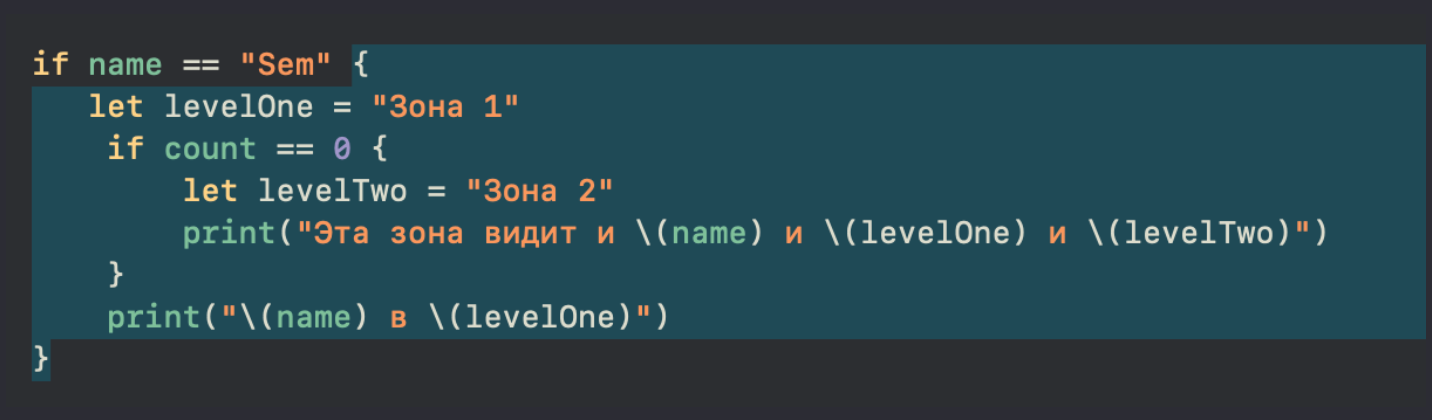 if name == "Sem" {
let levelOne = "Зона 1"
if count == 0 {
let levelTwo = "Зона 2"
print("Эта зона видит и \(name) и \(levelOne) и \(levelTwo)")
}
print("\(name) в \(levelOne)")
}